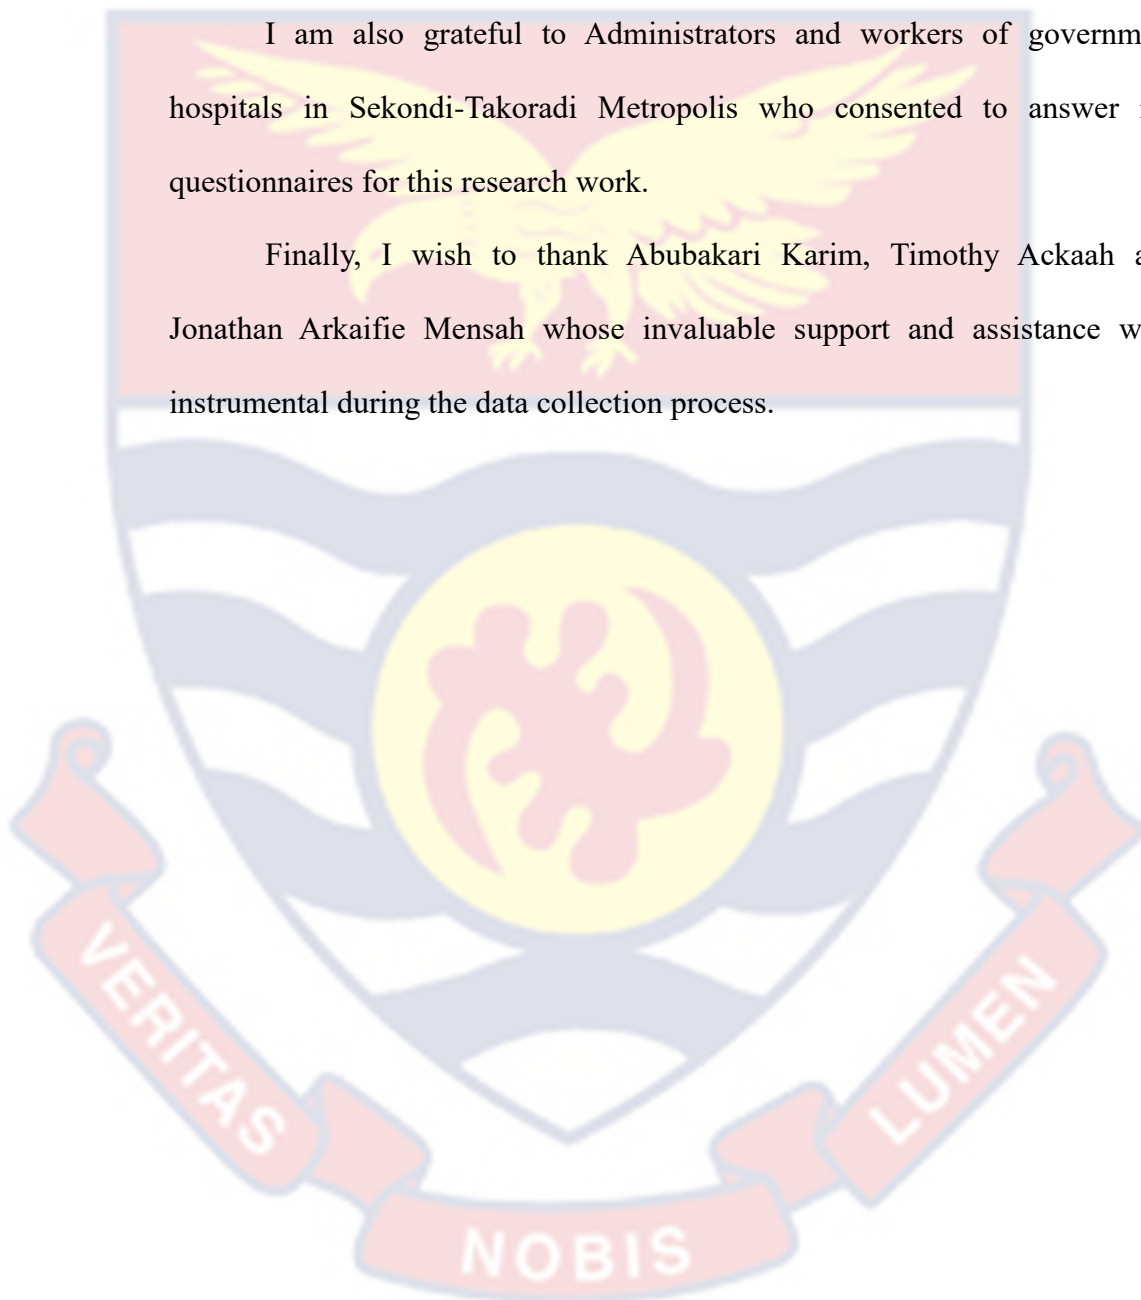 I am also grateful to Administrators and workers of governm
hospitals in Sekondi-Takoradi Metropolis who consented to answer
questionnaires for this research work.
Finally, I wish to thank Abubakari Karim, Timothy Ackaah a
Jonathan Arkaifie Mensah whose invaluable support and assistance w
instrumental during the data collection process.
VERITAS
NOBIS
LUMEN